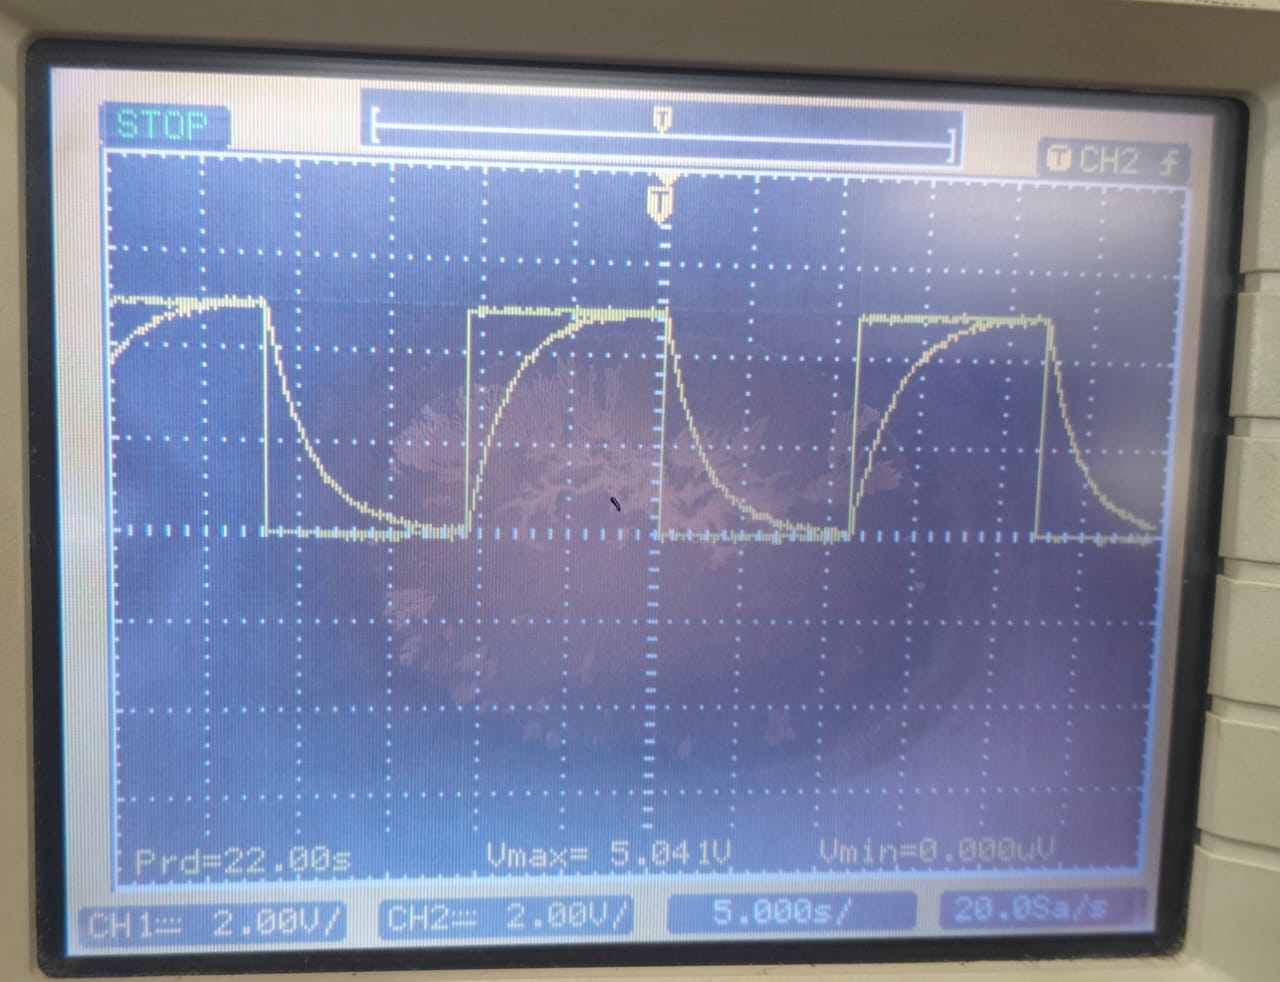 STOP
T
T CH2
T
Prd=22.00s Vmax= 5.041V Vmin=0.000uV
CH1 2.00V/ CH2 2.00V/ 5.000s/ 20.0Sa/s